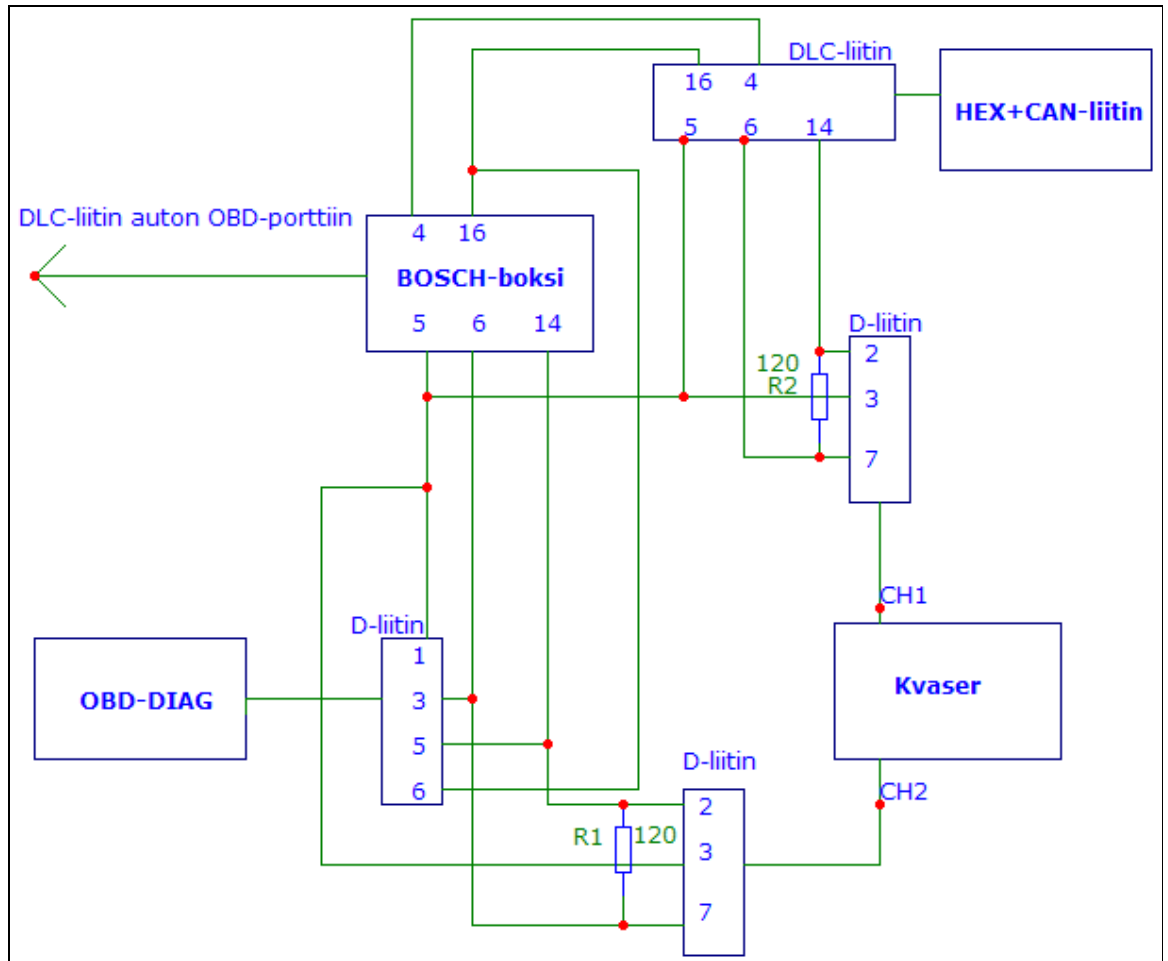 DLC-liitin
16 4
5 6 14
HEX+CAN-liitin
DLC-liitin auton OBD-porttiin
4 16
BOSCH-boksi
5 6 14
D-liitin
2
120
R2
3
7
CH1
Kvaser
CH2
D-liitin
1
3
5
6
OBD-DIAG
D-liitin
2
R1 120
3
7